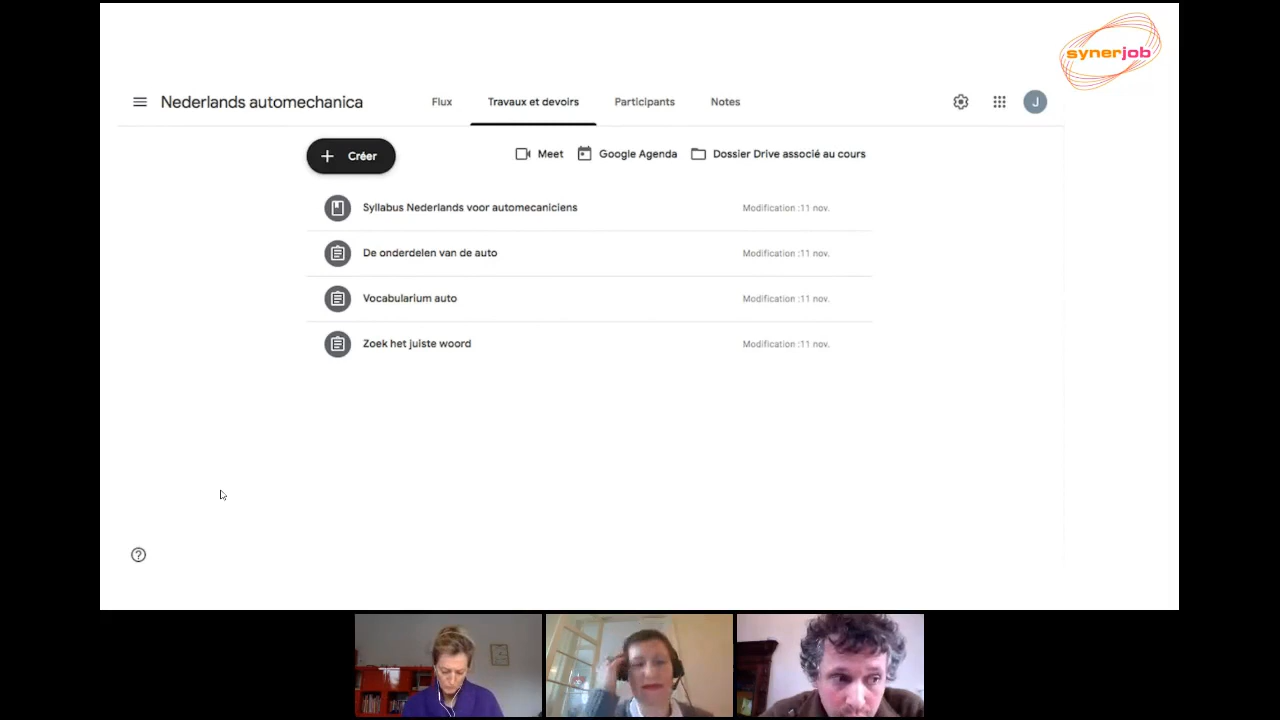 synerjob
Nederlands automechanica
Flux
Travaux et devoirs
Participants
Notes
J
Créer
Meet
Google Agenda
Dossier Drive associé au cours
Syllabus Nederlands voor automecaniciens
Modification :11 nov.
De onderdelen van de auto
Modification :11 nov.
Vocabularium auto
Modification :11 nov.
Zoek het juiste woord
Modification :11 nov.